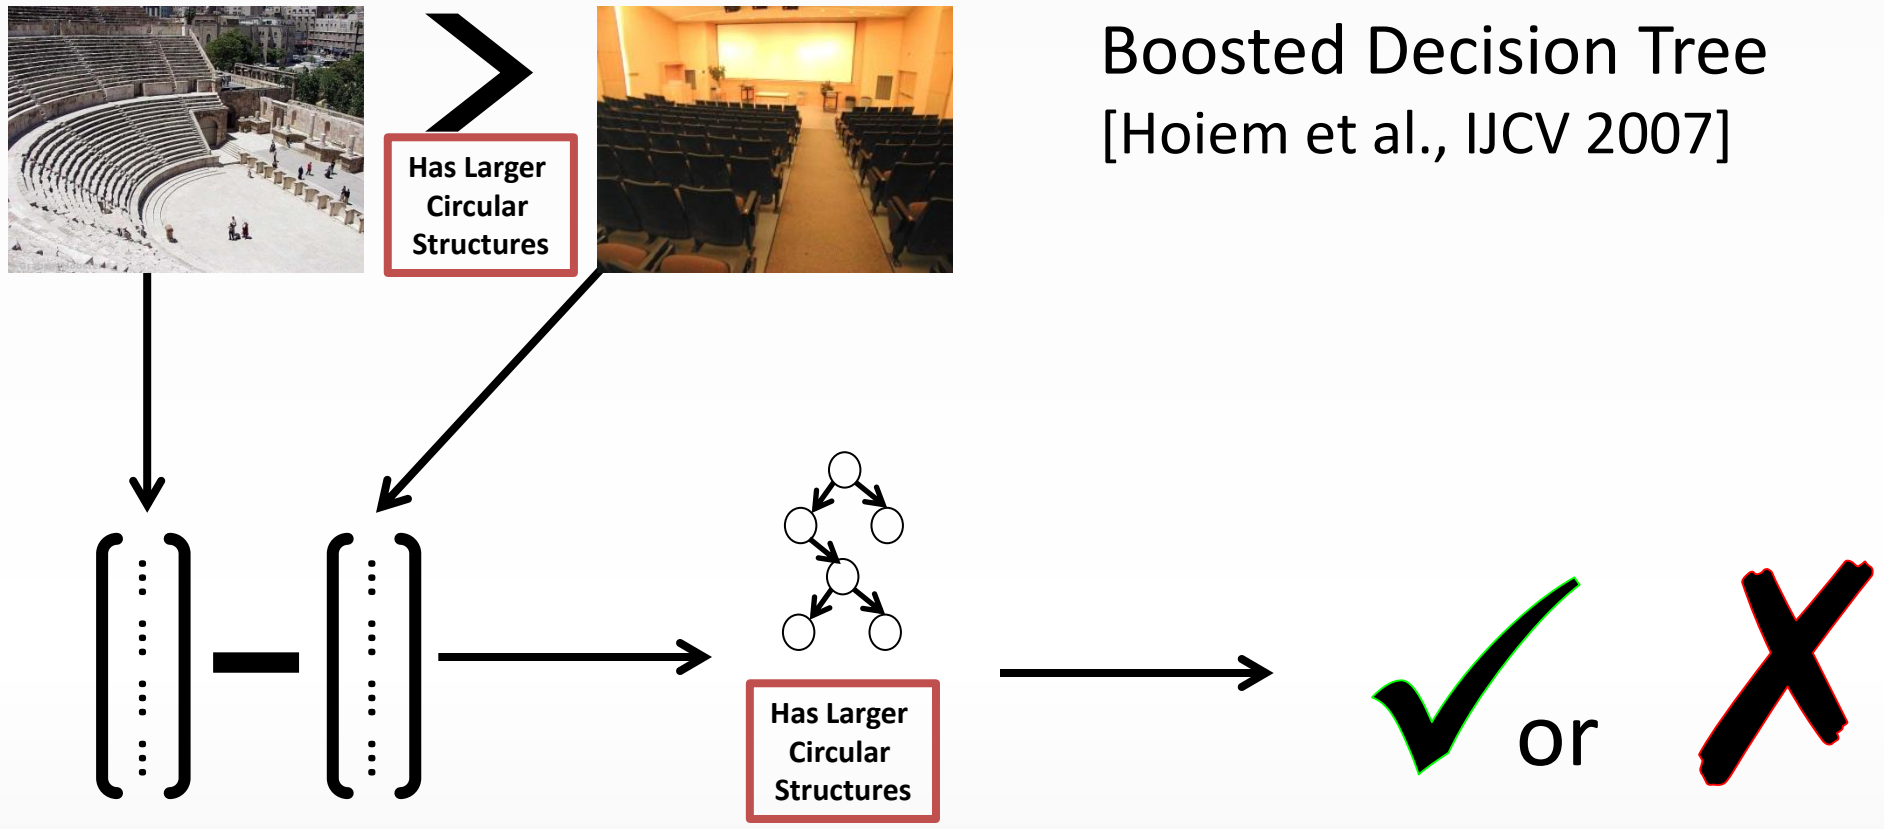 Boosted Decision Tree
[Hoiem et al., IJCV 2007]
Has Larger
Circular
Structures
Has Larger
Circular
Structures
or